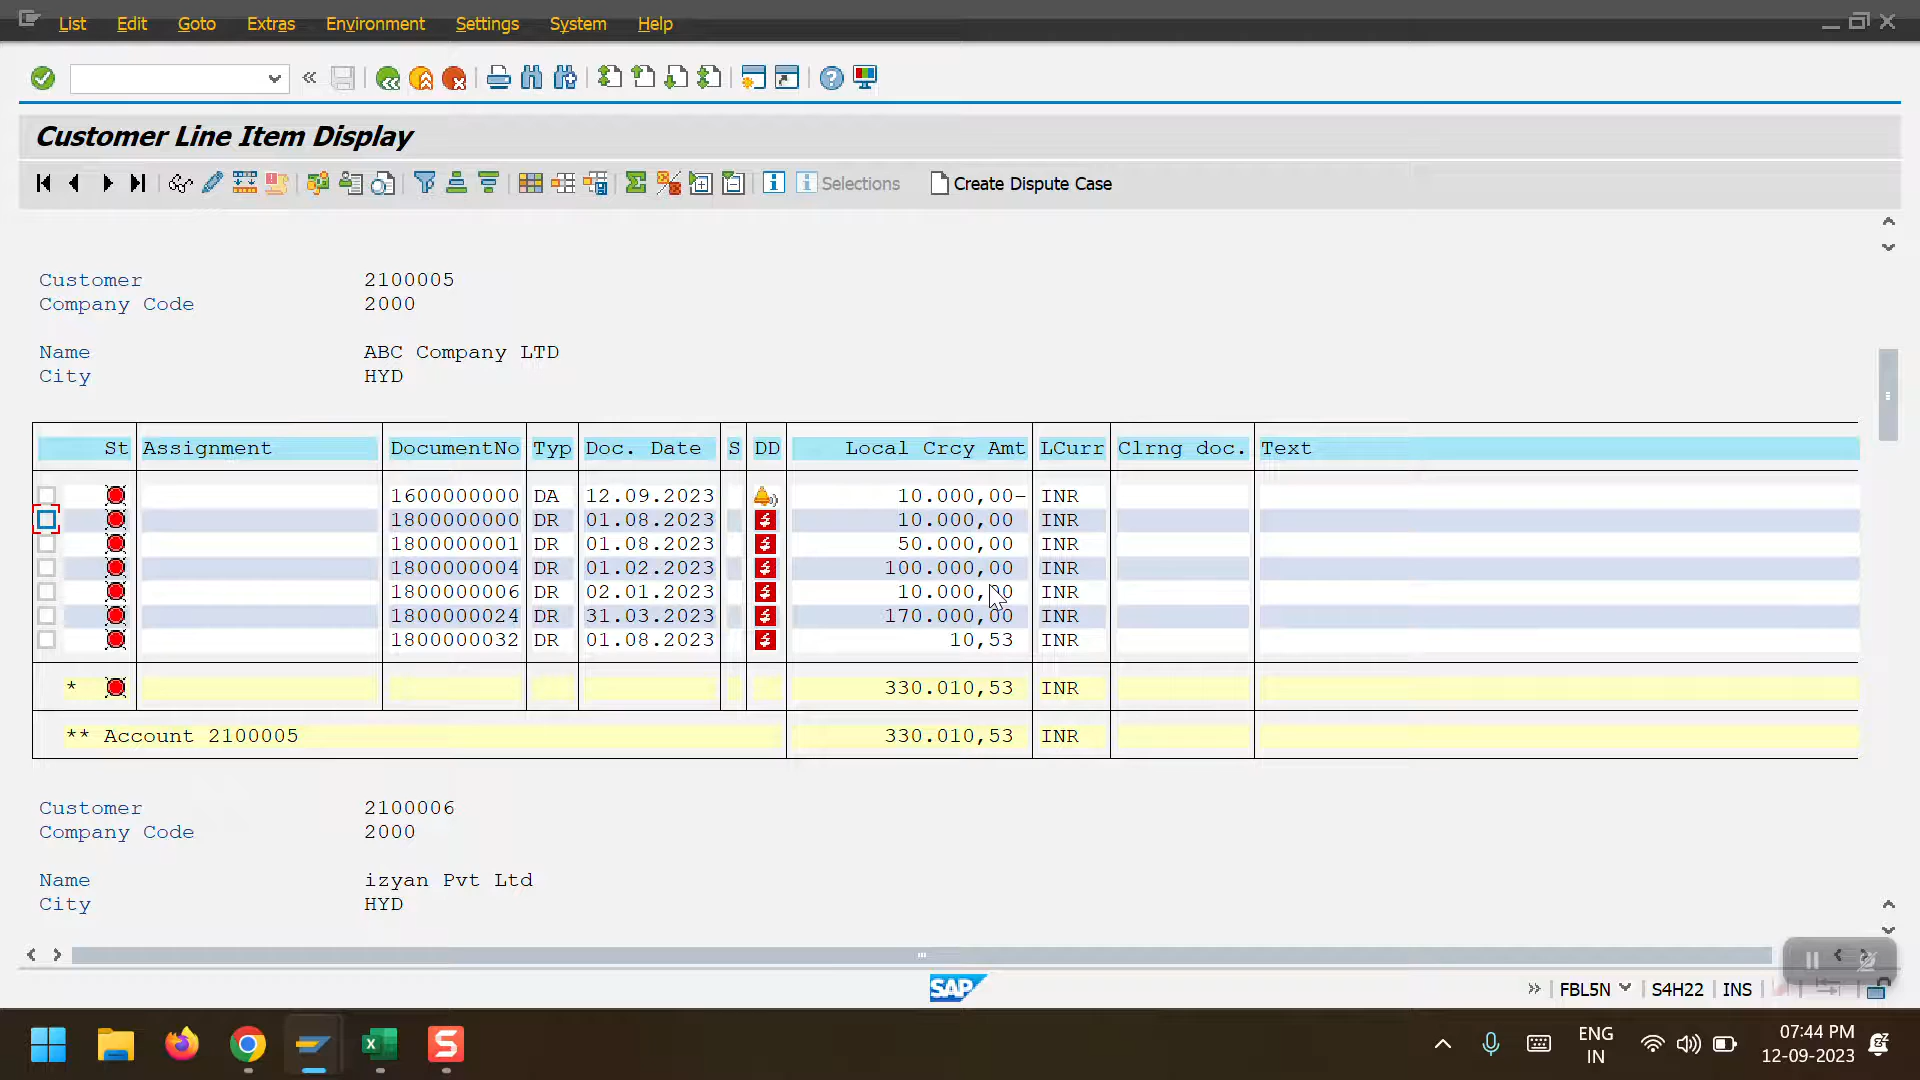 List Edit Goto Extras Environment Settings System Help
Customer Line Item Display
Selections Create Dispute Case
Customer 2100005
Company Code 2000
Name ABC Company LTD
City HYD
St Assignment DocumentNo Typ Doc. Date S DD Local Crcy Amt LCurr Clrng doc. Text
1600000000 DA 12.09.2023 10.000,00- INR
1800000000 DR 01.08.2023 10.000,00 INR
1800000001 DR 01.08.2023 50.000,00 INR
1800000004 DR 01.02.2023 100.000,00 INR
1800000006 DR 02.01.2023 10.000,00 INR
1800000024 DR 31.03.2023 170.000,00 INR
1800000032 DR 01.08.2023 10,53 INR
* 330.010,53 INR
** Account 2100005 330.010,53 INR
Customer 2100006
Company Code 2000
Name izyan Pvt Ltd
City HYD
SAP FBL5N S4H22 INS
ENG 07:44 PM
IN 12-09-2023